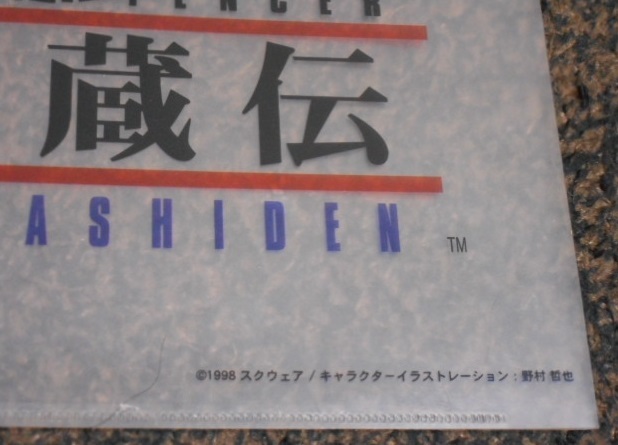 FENCER
蔵伝
ASHIDEN ™
©1998 スクウェア / キャラクターイラストレーション : 野村 哲也